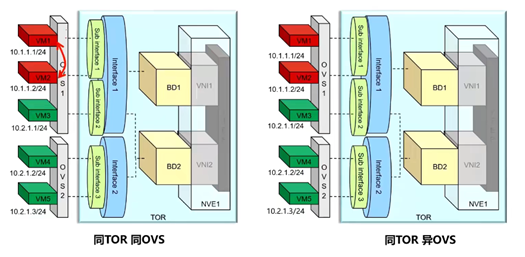 VM1
10.1.1.1/24
VM2
10.1.1.2/24
VM3
10.2.1.1/24
VM4
10.2.1.2/24
VM5
10.2.1.3/24
S1
OVS2
Sub interface 1
Sub interface 2
Sub interface 3
Interface 1
Interface 2
BD1
VNI1
BD2
VNI2
NVE1
TOR
同TOR 同OVS
VM1
10.1.1.1/24
VM2
10.1.1.2/24
VM3
10.2.1.1/24
VM4
10.2.1.2/24
VM5
10.2.1.3/24
OVS1
OVS2
Sub interface 1
Sub interface 2
Sub interface 3
Interface 1
Interface 2
BD1
VNI1
BD2
VNI2
NVE1
TOR
同TOR 异OVS